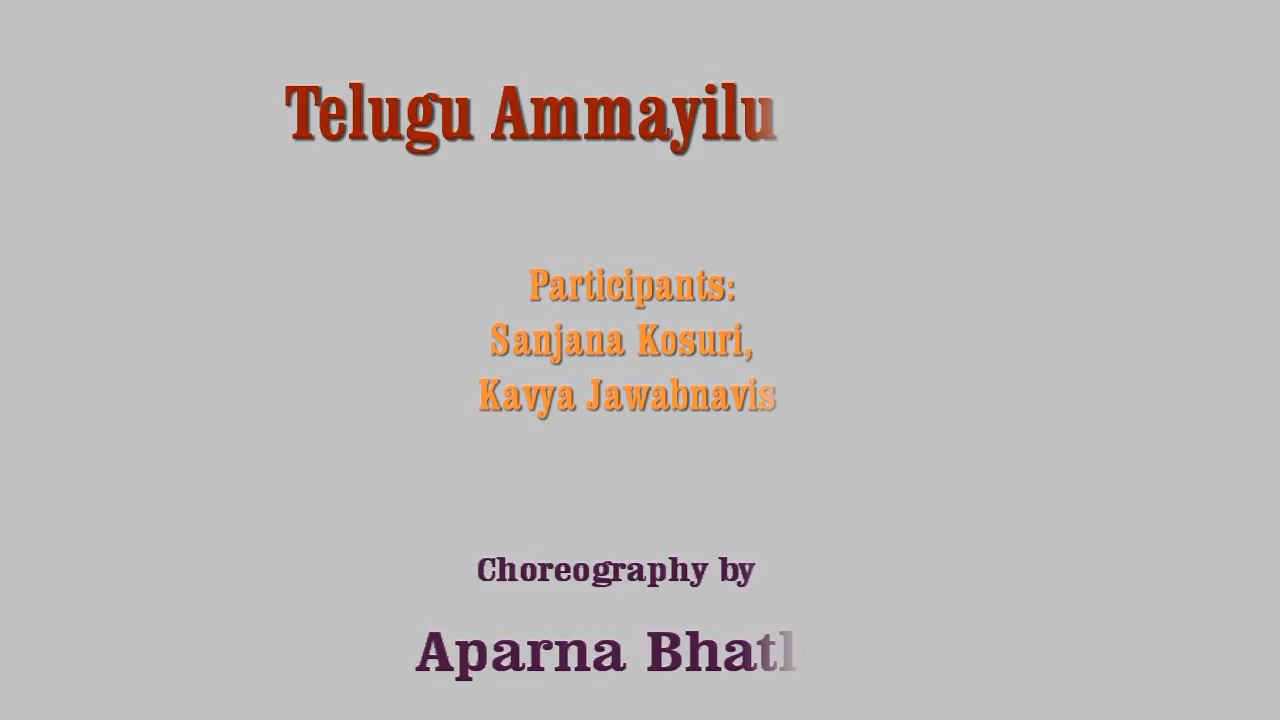 Telugu Ammayilu
Participants:
Sanjana Kosuri,
Kavya Jawabnavis
Choreography by
Aparna